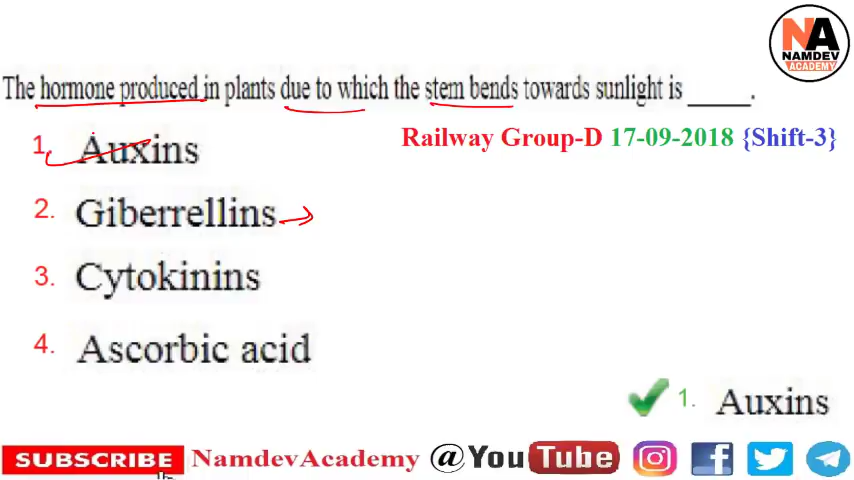 NA
NAMDEV
ACADEMY
The hormone produced in plants due to which the stem bends towards sunlight is _____.
Railway Group-D 17-09-2018 {Shift-3}
1. Auxins
2. Giberrellins
3. Cytokinins
4. Ascorbic acid
1. Auxins
SUBSCRIBE NamdevAcademy @YouTube